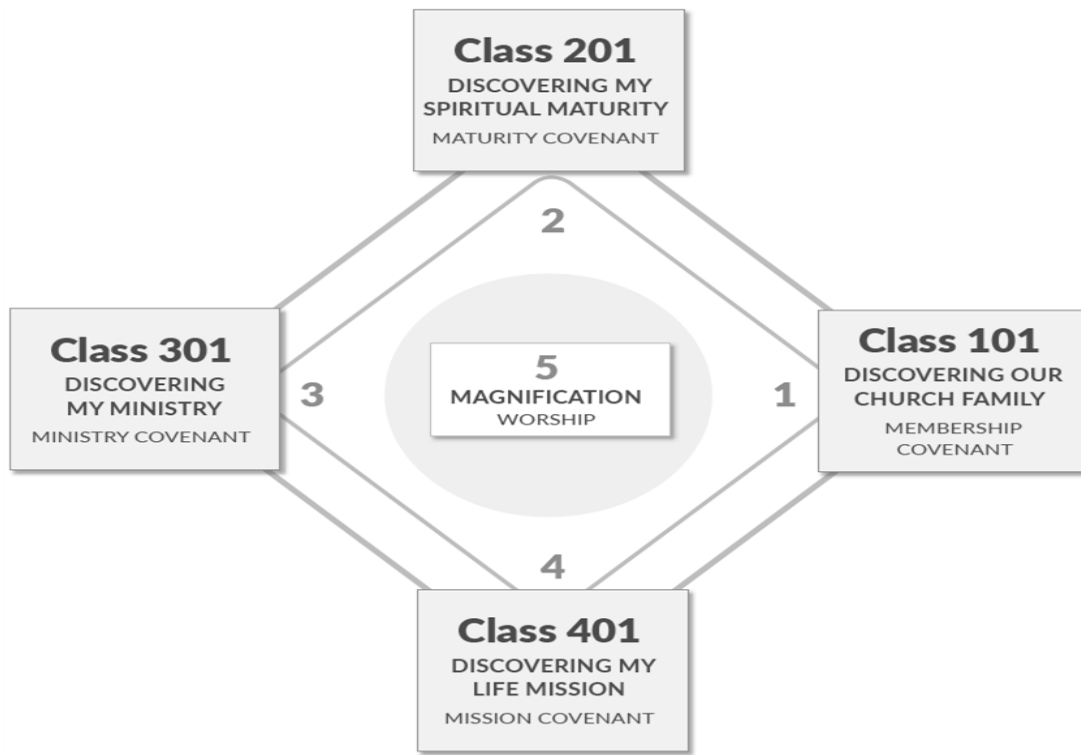 Class 201
DISCOVERING MY
SPIRITUAL MATURITY
MATURITY COVENANT
2
Class 301
DISCOVERING
MY MINISTRY
MINISTRY COVENANT
3
5
MAGNIFICATION
WORSHIP
1
Class 101
DISCOVERING OUR
CHURCH FAMILY
MEMBERSHIP
COVENANT
4
Class 401
DISCOVERING MY
LIFE MISSION
MISSION COVENANT